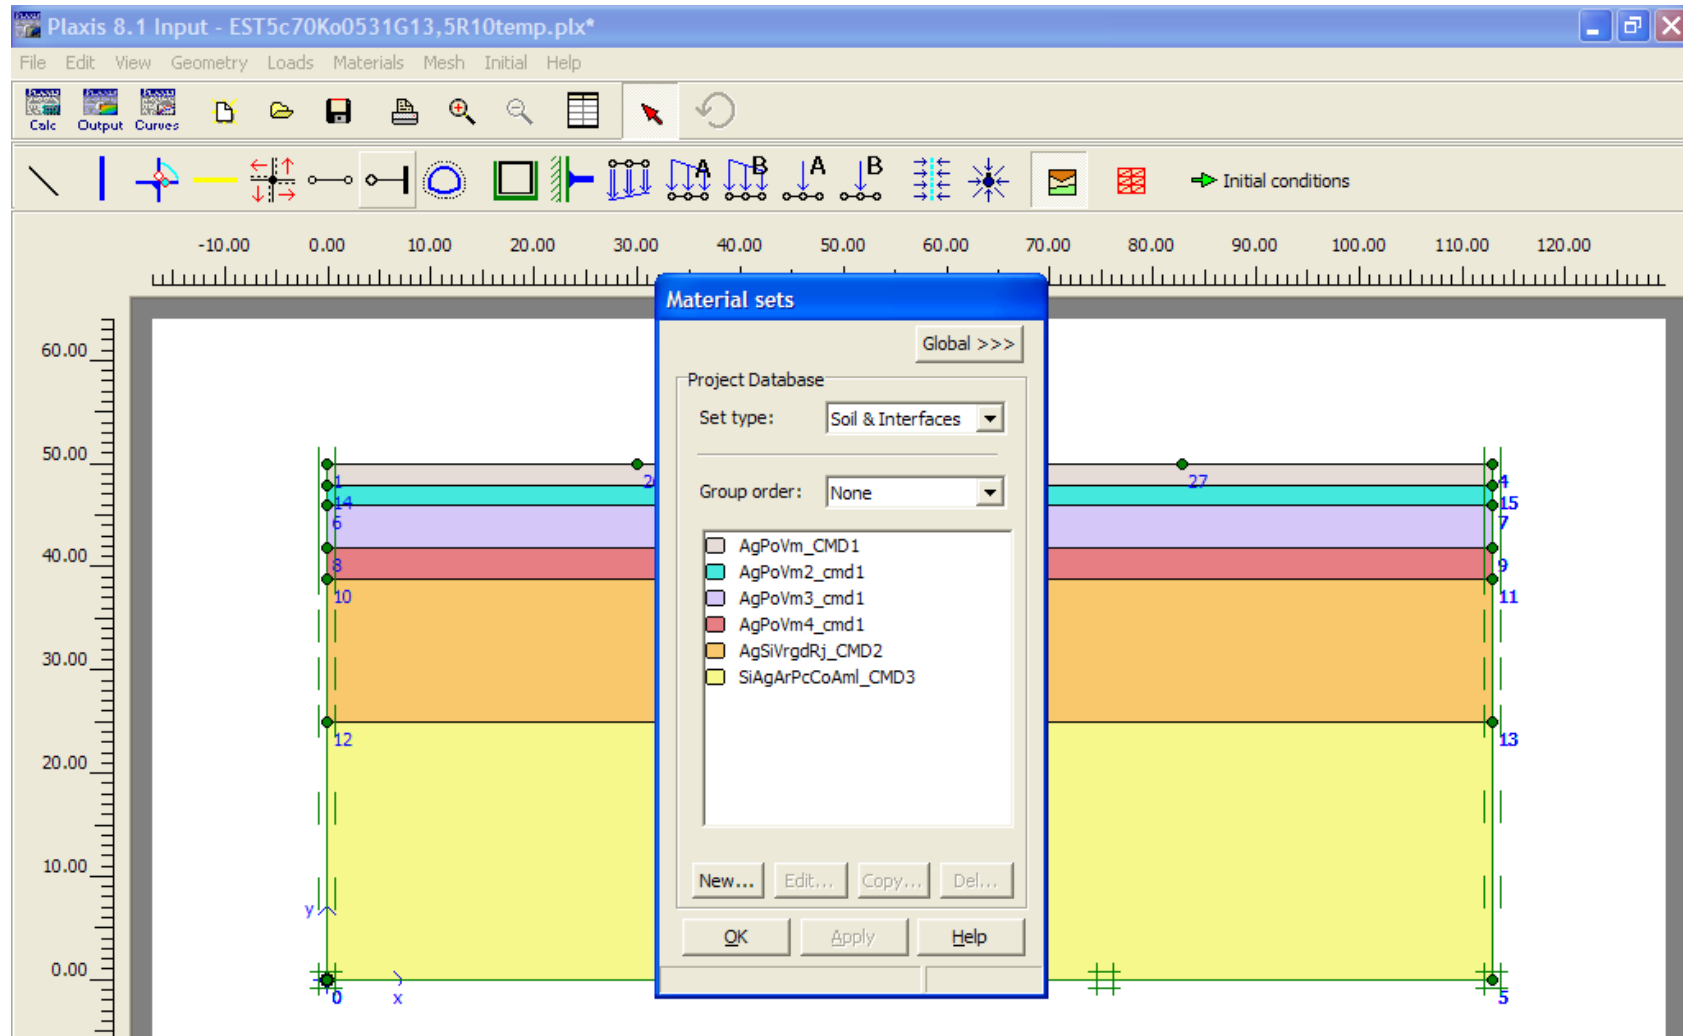 Plaxis 8.1 Input - EST5c70Ko0531G13,5R10temp.plx*
File Edit View Geometry Loads Materials Mesh Initial Help
Calc Output Curves
A B A B Initial conditions
-10.00 0.00 10.00 20.00 30.00 40.00 50.00 60.00 70.00 80.00 90.00 100.00 110.00 120.00
Material sets
Global >>>
Project Database
Set type: Soil & Interfaces
Group order: None
AgPoVm_CMD1
AgPoVm2_cmd1
AgPoVm3_cmd1
AgPoVm4_cmd1
AgSiVrgdRj_CMD2
SiAgArPcCoAml_CMD3
New... Edit... Copy... Del...
OK Apply Help
60.00
50.00
40.00
30.00
20.00
10.00
0.00
1 27 4
14 15
6 7
8 9
10 11
12 13
y
0 x 5